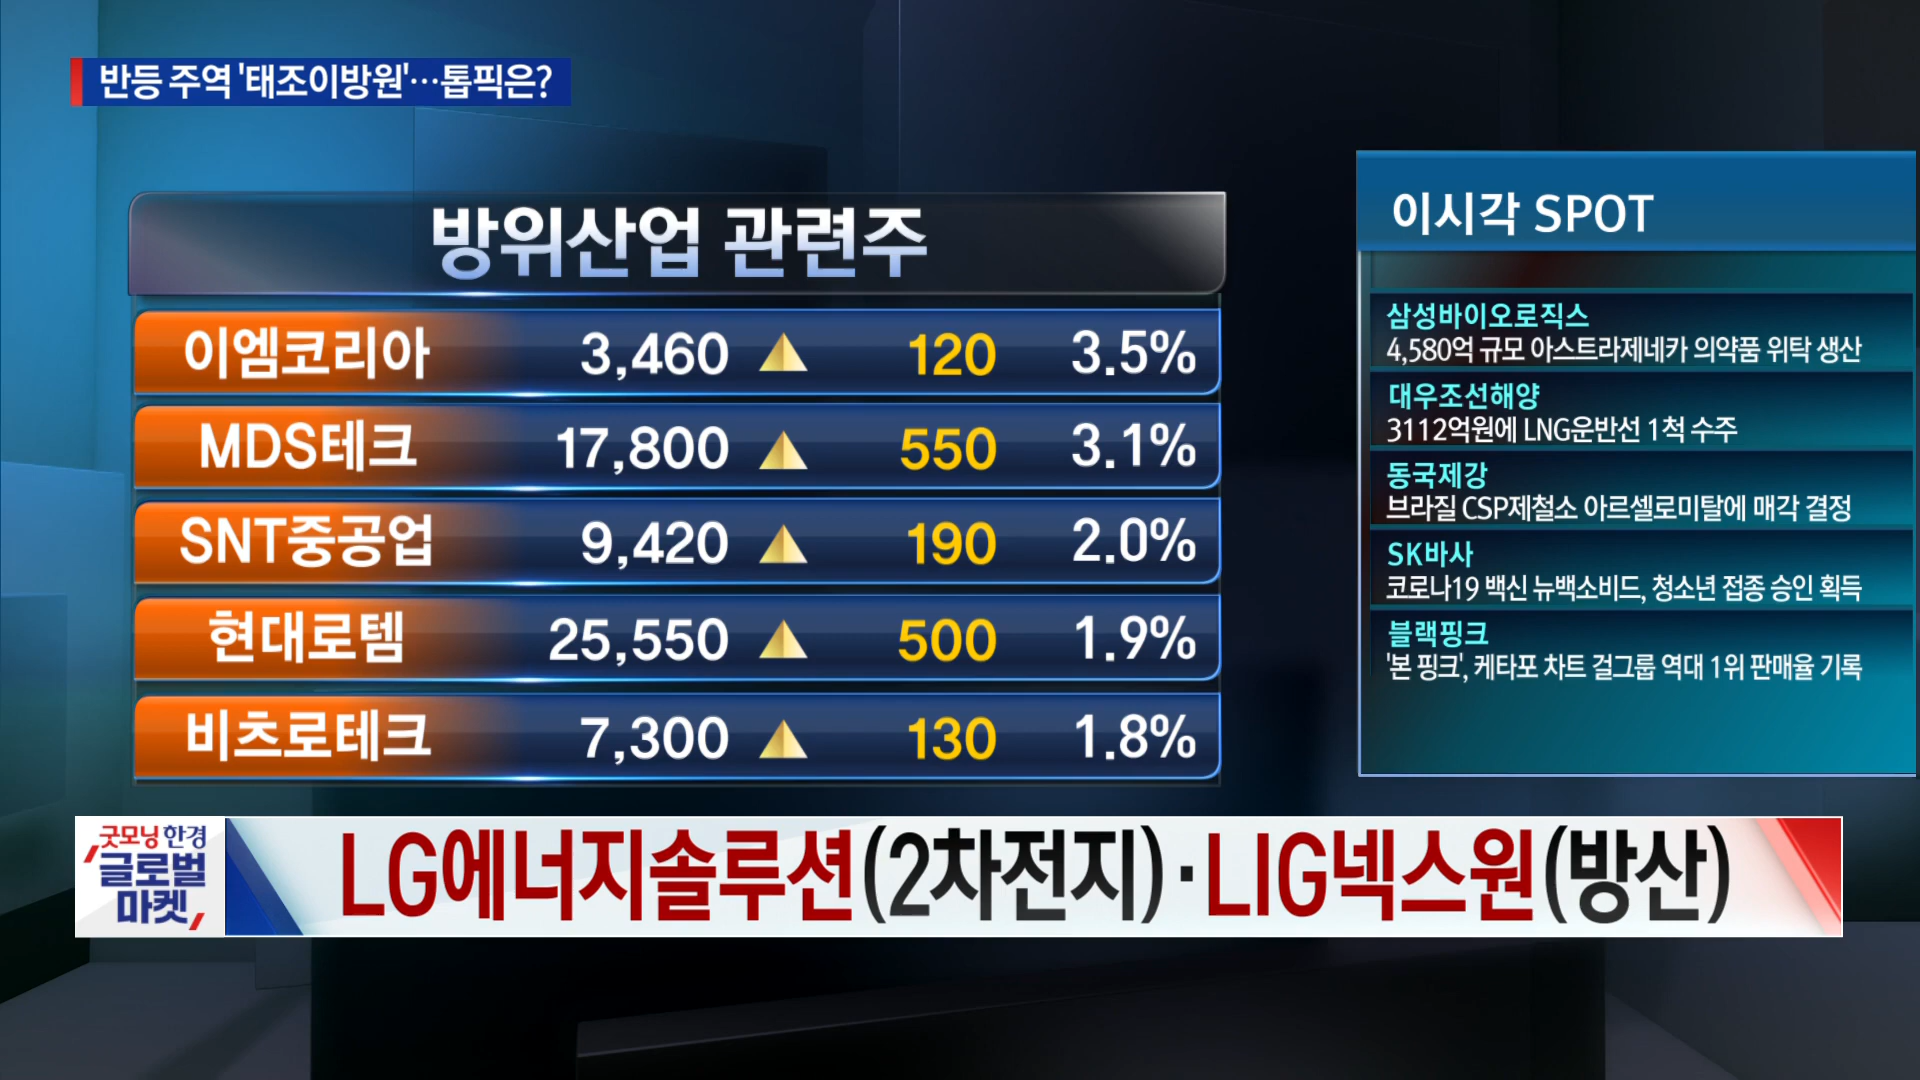 반등 주역 '태조이방원'…톱픽은?
방위산업 관련주
이엠코리아 3,460 ▲ 120 3.5%
MDS테크 17,800 ▲ 550 3.1%
SNT중공업 9,420 ▲ 190 2.0%
현대로템 25,550 ▲ 500 1.9%
비츠로테크 7,300 ▲ 130 1.8%
이시각 SPOT
삼성바이오로직스
4,580억 규모 아스트라제네카 의약품 위탁 생산
대우조선해양
3112억원에 LNG운반선 1척 수주
동국제강
브라질 CSP제철소 아르셀로미탈에 매각 결정
SK바사
코로나19 백신 뉴백소비드, 청소년 접종 승인 획득
블랙핑크
'본 핑크', 케타포 차트 걸그룹 역대 1위 판매율 기록
굿모닝 한경
글로벌
마켓
LG에너지솔루션(2차전지)·LIG넥스원(방산)